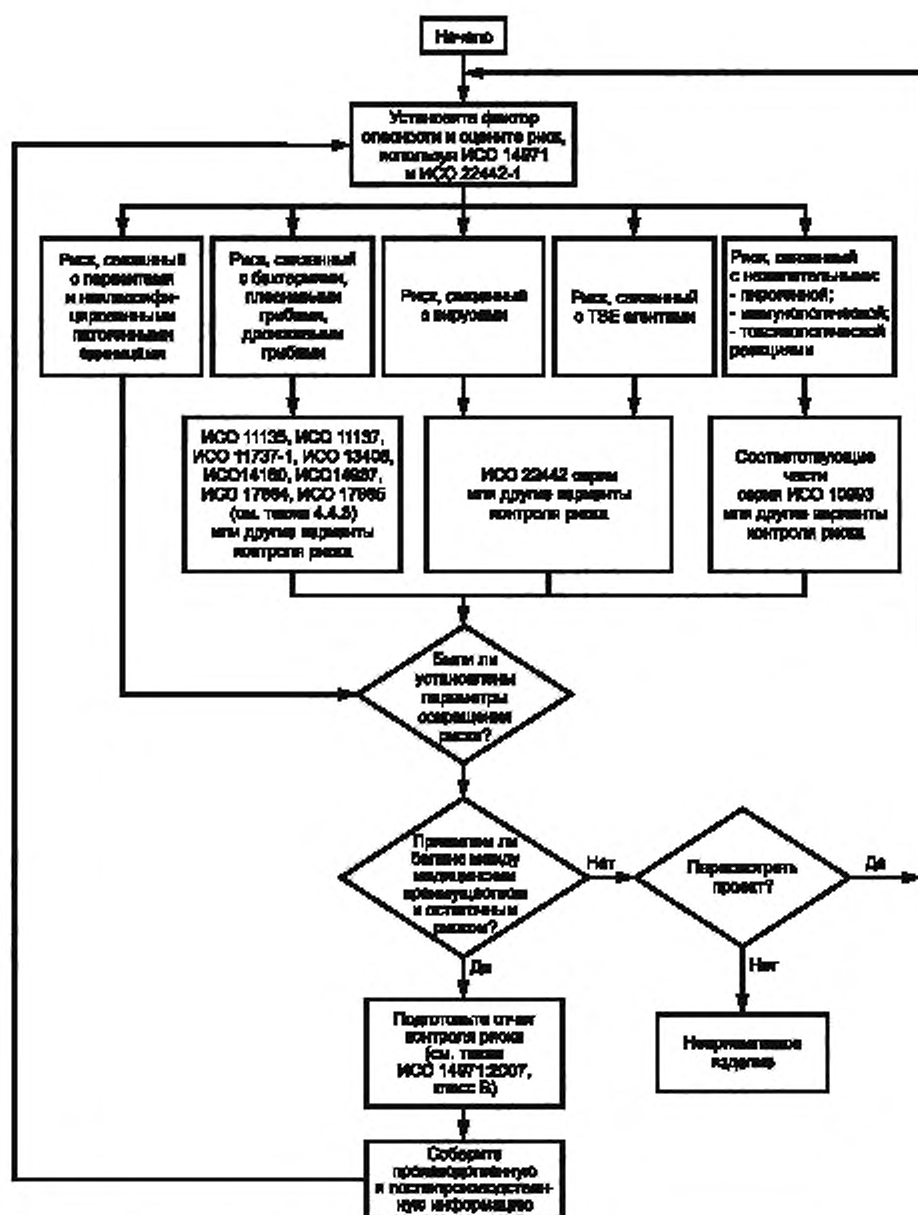 Начало
Установите фактор
опасности и оцените риск,
используя ИСО 14971
и ИСО 22442-1
Риск, связанный
с паразитами
и неклассифи-
цированными
патогенными
единицами
Риск, связанный
с бактериями,
плесневыми
грибами,
дрожжевыми
грибами
Риск, связанный
с вирусами
Риск, связанный
с TSE агентами
Риск, связанный
с нежелательными:
- пирогенной;
- иммунологической;
- токсикологической
реакциями
ИСО 11135, ИСО 11137,
ИСО 11737-1, ИСО 13408,
ИСО14160, ИСО14937,
ИСО 17664, ИСО 17665
(см. также 4.4.3)
или другие варианты
контроля риска
ИСО 22442 серии
или другие варианты
контроля риска
Соответствующие
части
серии ИСО 10993
или другие варианты
контроля риска
Были ли
установлены
параметры
сокращения
риска?
Приемлем ли
баланс между
медицинским
преимуществом
и остаточным
риском?
Нет
Пересмотреть
проект?
Да
Да
Нет
Подготовьте отчет
контроля риска
(см. также
ИСО 14971:2007,
класс В)
Неприемлемое
изделие
Соберите
производственную
и постпроизводствен-
ную информацию